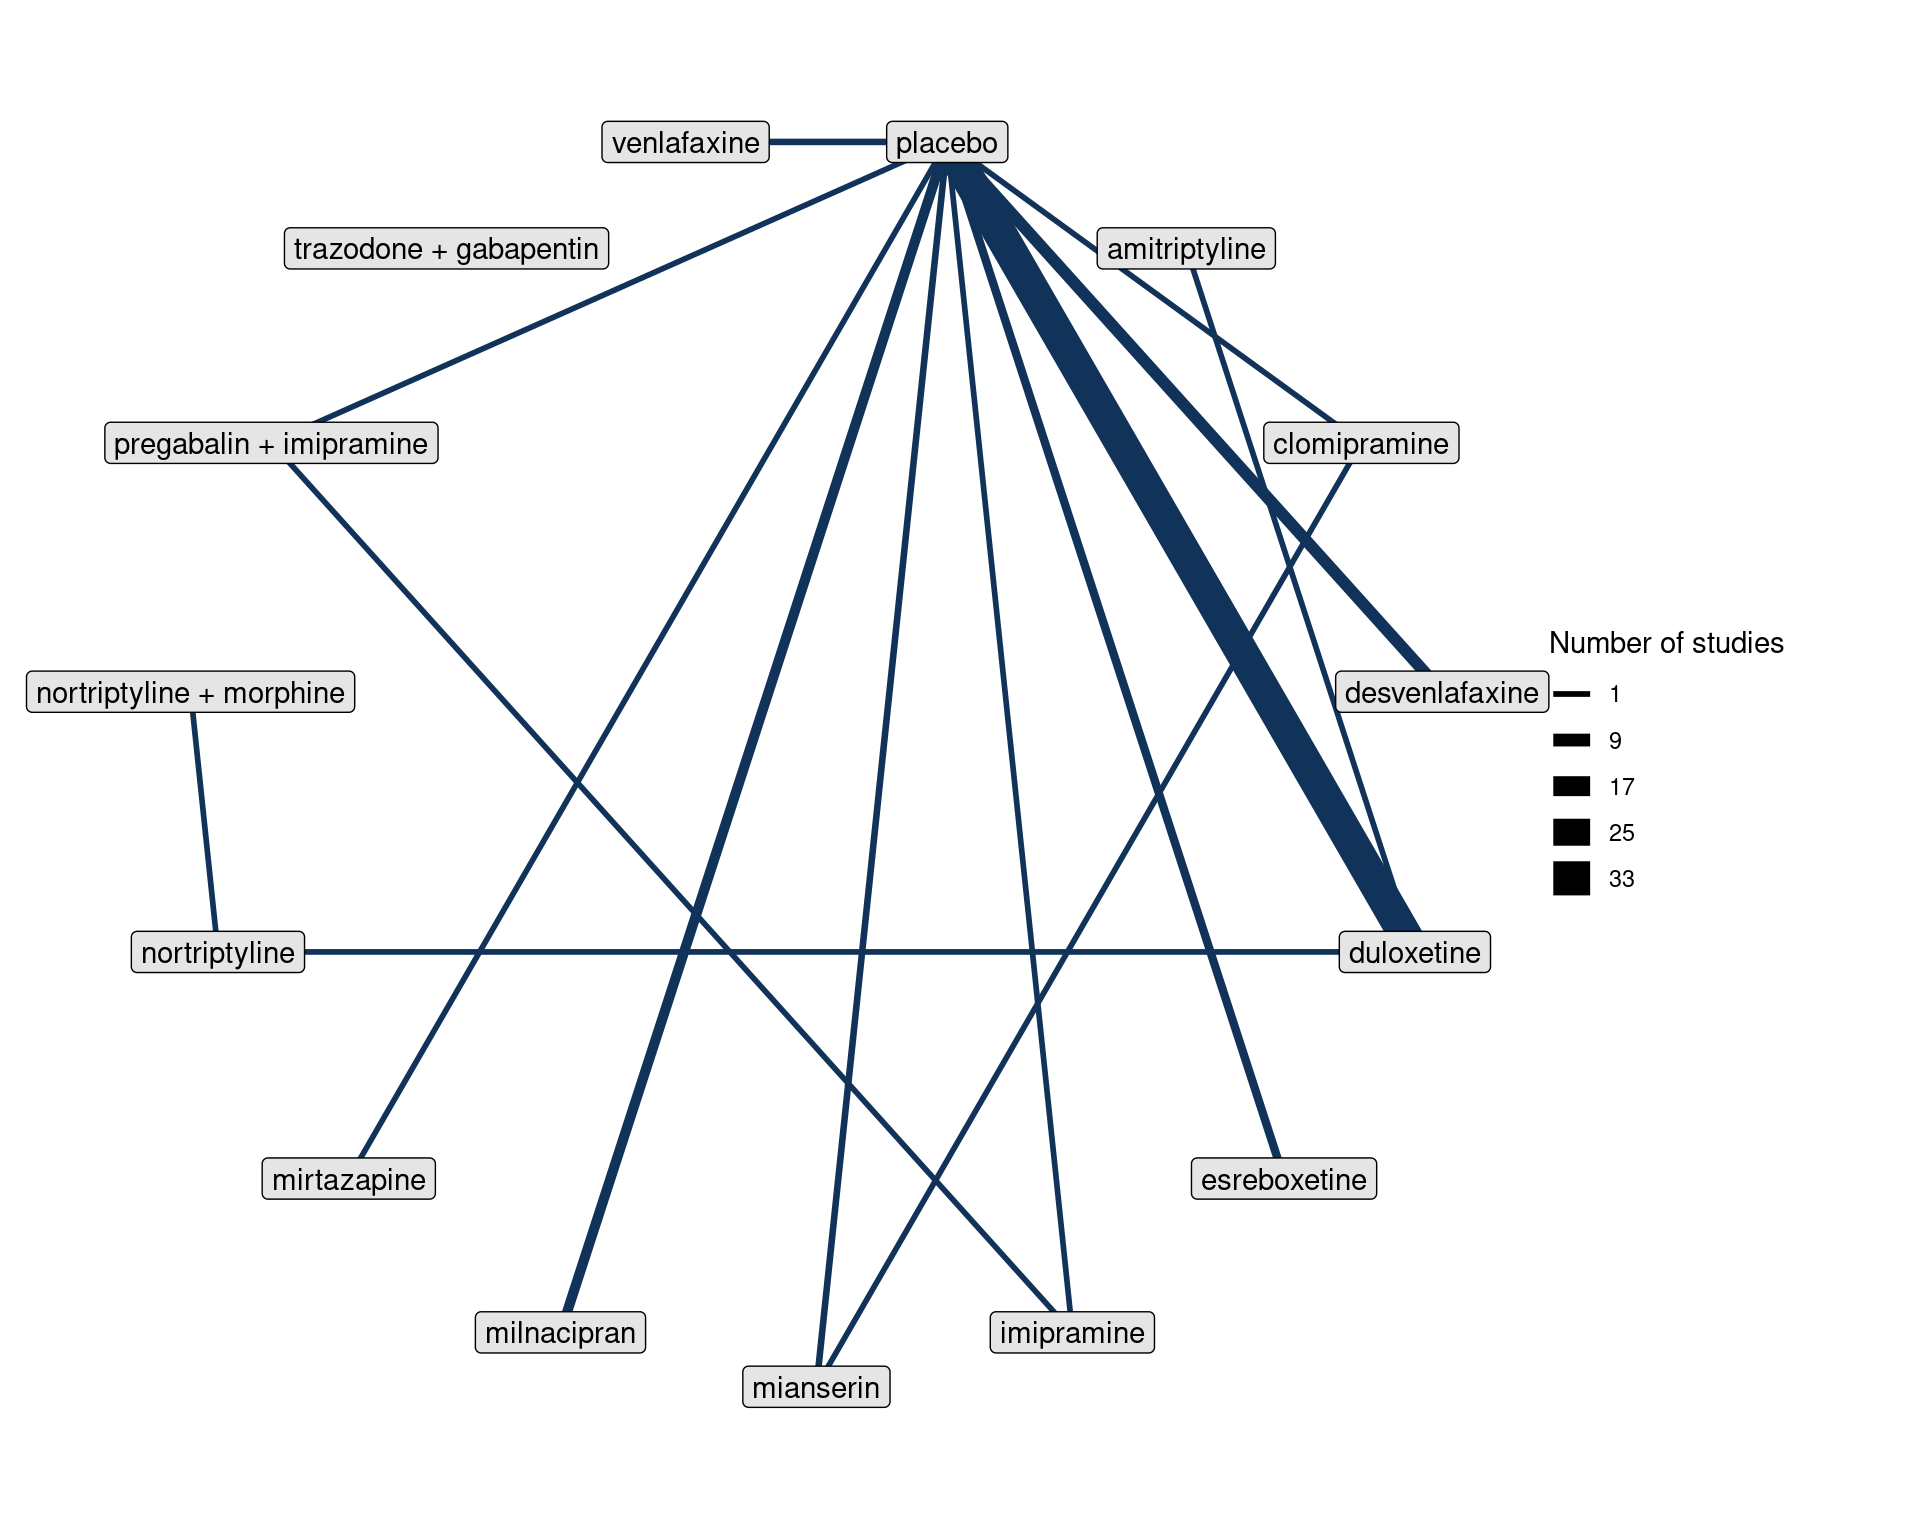 venlafaxine
placebo
trazodone + gabapentin
amitriptyline
pregabalin + imipramine
clomipramine
Number of studies
nortriptyline + morphine
desvenlafaxine
1
9
17
25
33
nortriptyline
duloxetine
mirtazapine
esreboxetine
milnacipran
imipramine
mianserin